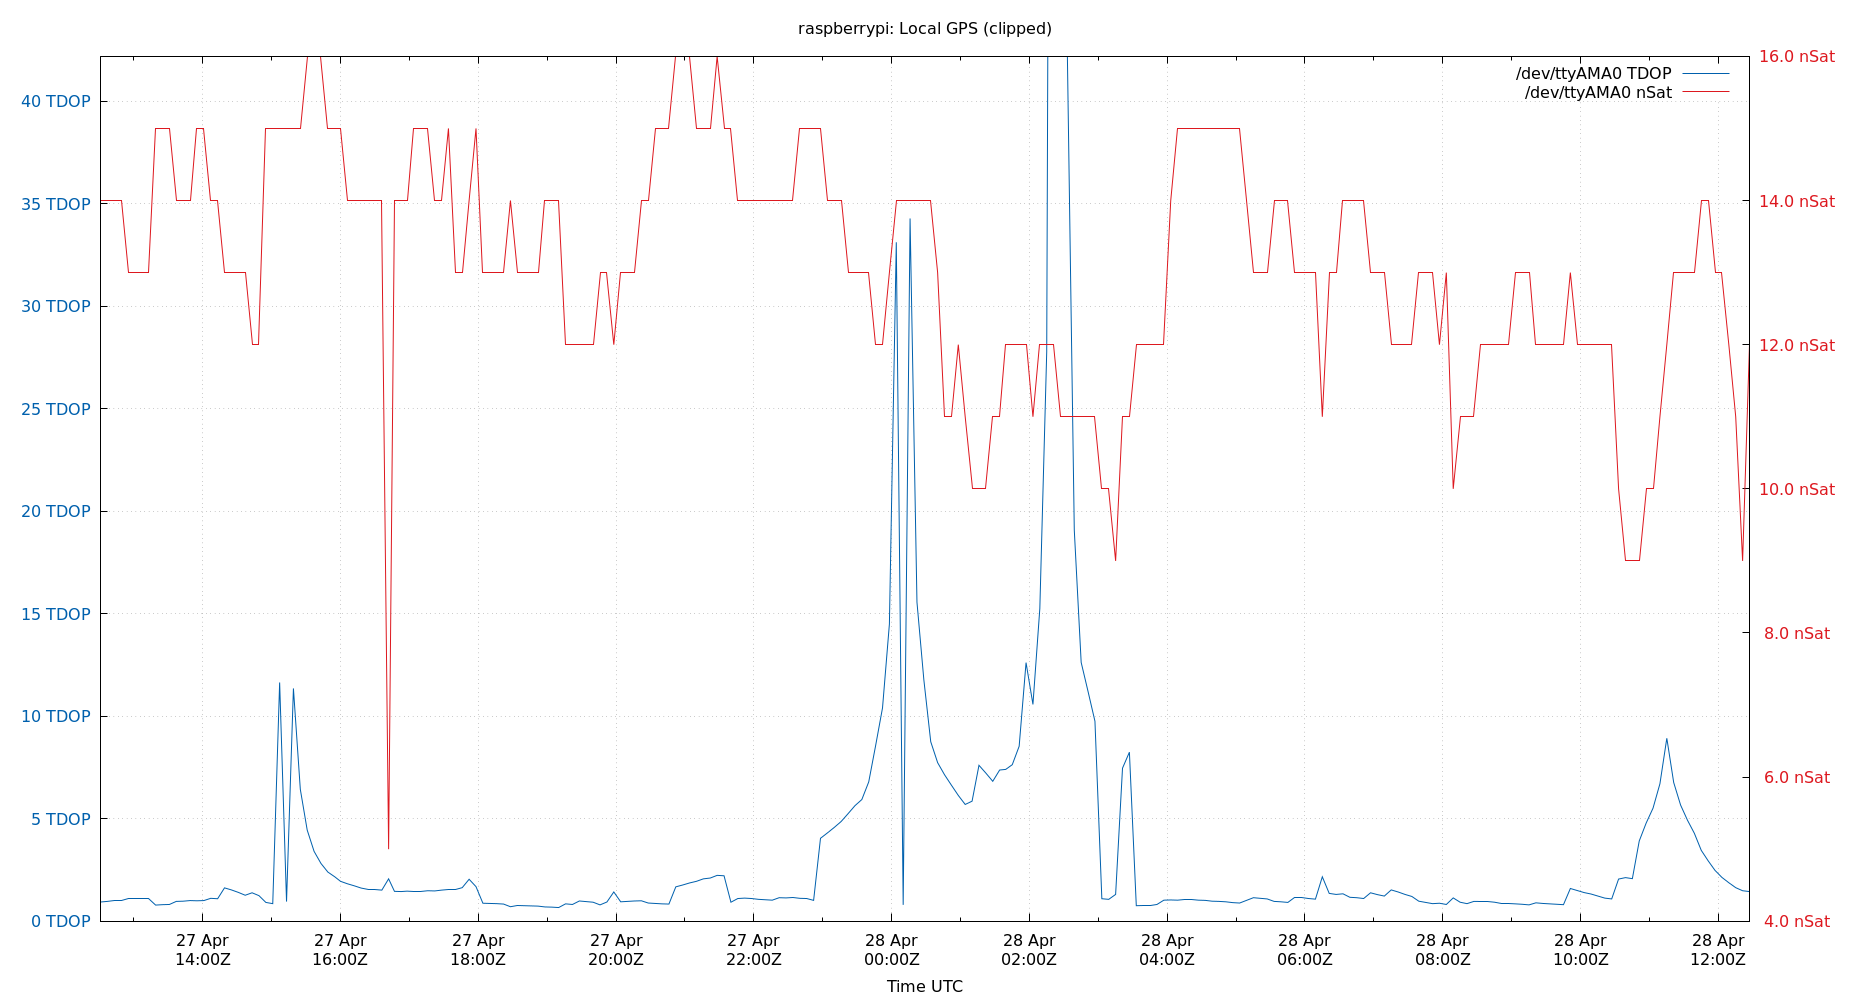 raspberrypi: Local GPS (clipped)
/dev/ttyAMA0 TDOP
/dev/ttyAMA0 nSat
40 TDOP
35 TDOP
30 TDOP
25 TDOP
20 TDOP
15 TDOP
10 TDOP
5 TDOP
0 TDOP
16.0 nSat
14.0 nSat
12.0 nSat
10.0 nSat
8.0 nSat
6.0 nSat
4.0 nSat
27 Apr
14:00Z
27 Apr
16:00Z
27 Apr
18:00Z
27 Apr
20:00Z
27 Apr
22:00Z
28 Apr
00:00Z
28 Apr
02:00Z
28 Apr
04:00Z
28 Apr
06:00Z
28 Apr
08:00Z
28 Apr
10:00Z
28 Apr
12:00Z
Time UTC